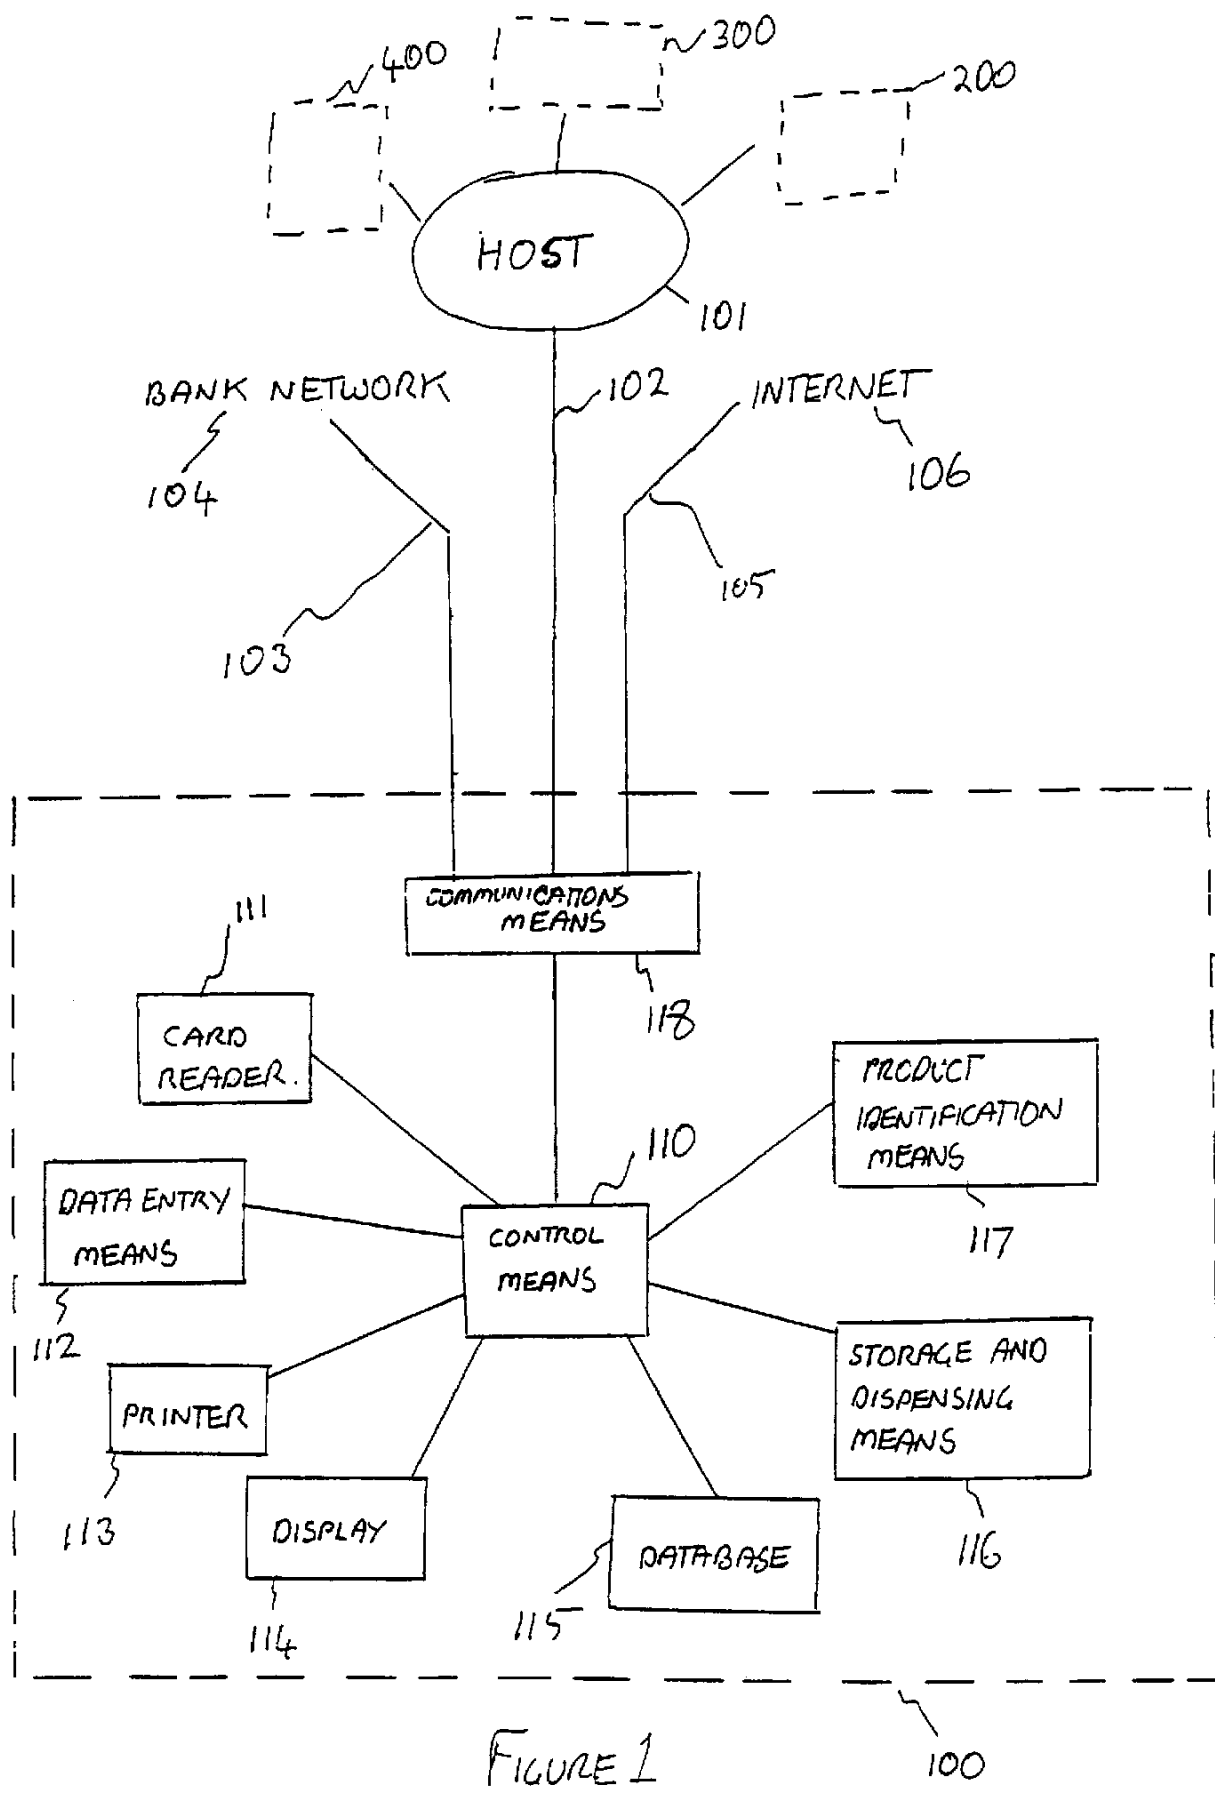 300
400
200
HOST
101
BANK NETWORK
102
INTERNET
104
106
105
103
COMMUNICATIONS
MEANS
111
118
CARD
READER.
PRODUCT
IDENTIFICATION
MEANS
110
117
DATA ENTRY
MEANS
CONTROL
MEANS
112
STORAGE AND
DISPENSING
MEANS
PRINTER
113
DISPLAY
DATABASE
116
114
115
100
FIGURE 1